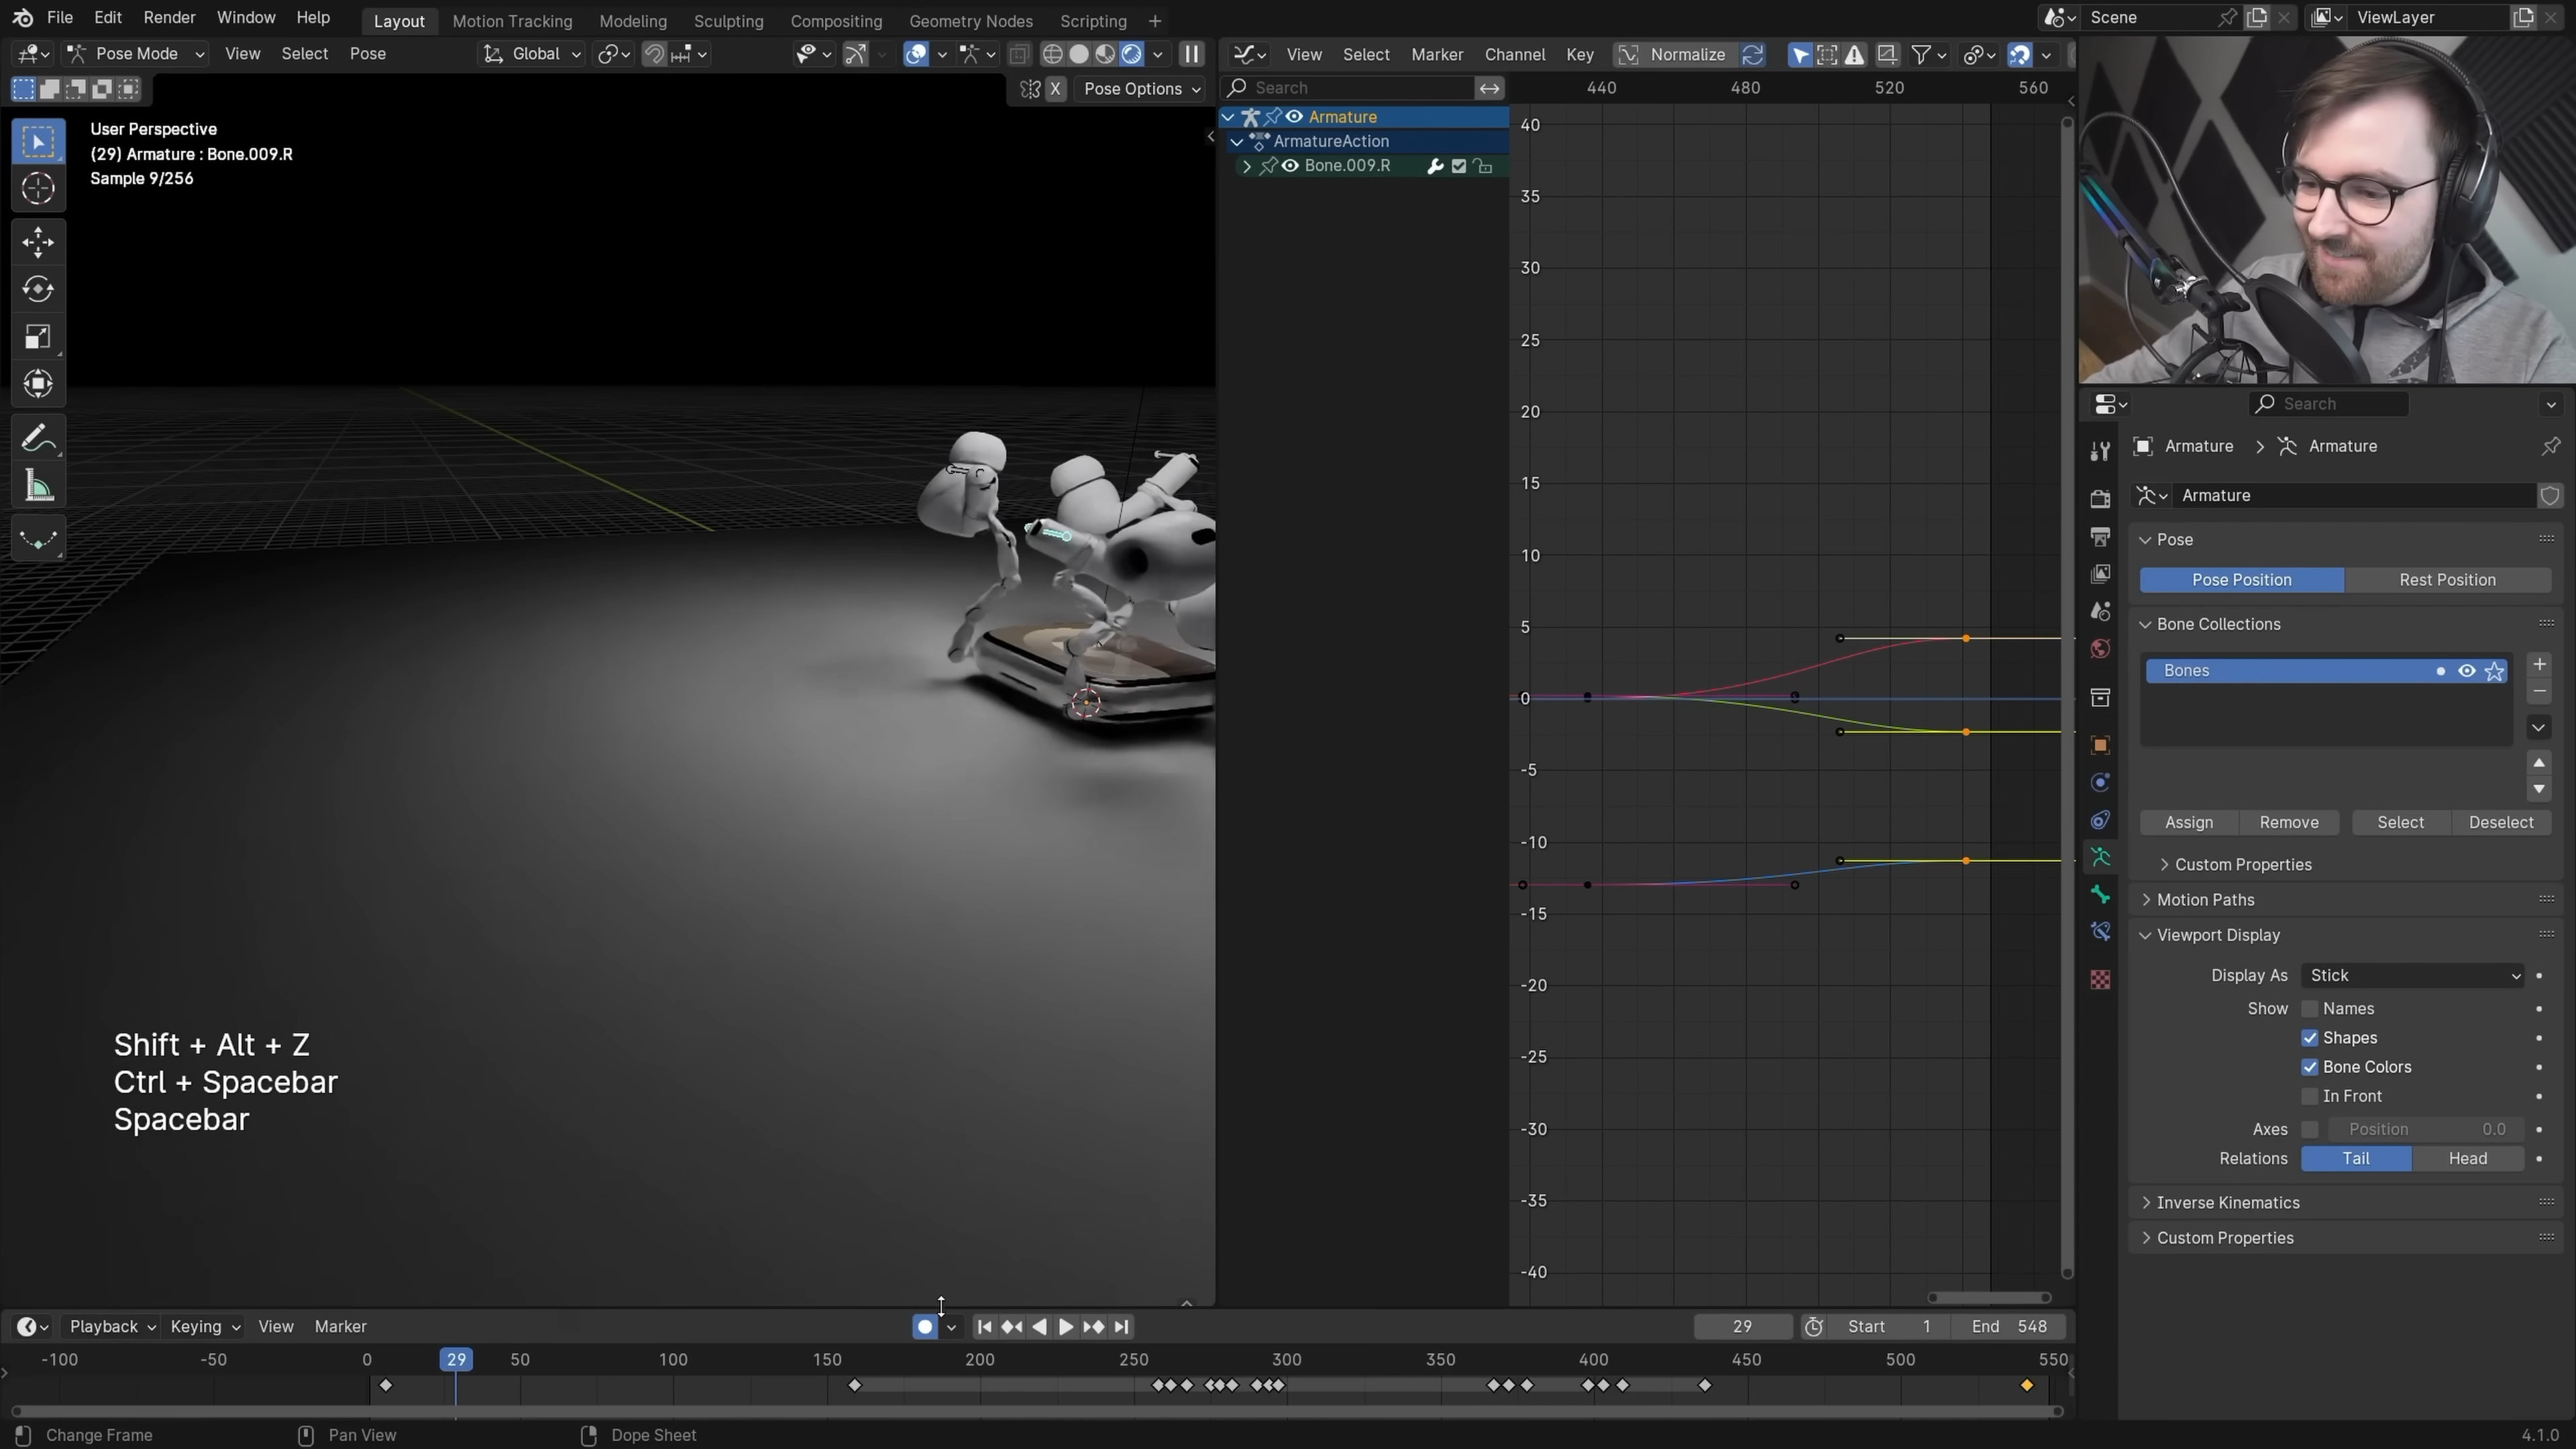 File Edit Render Window Help Layout Motion Tracking Modeling Sculpting Shading Compositing Geometry Nodes Scripting + Scene ViewLayer
Pose Mode View Select Pose Global
X Pose Options
User Perspective
(29) Armature : Bone.009.R
Sample 9/256
View Select Marker Channel Key Normalize
Search 440 480 520 560
Armature
ArmatureAction
Bone.009.R
40
35
30
25
20
15
10
5
0
-5
-10
-15
-20
-25
-30
-35
-40
Search
Armature > Armature
Armature
Pose
Pose Position Rest Position
Bone Collections
Bones
Assign Remove Select Deselect
Custom Properties
Motion Paths
Viewport Display
Display As Stick
Show Names
Shapes
Bone Colors
In Front
Axes Position 0.0
Relations Tail Head
Inverse Kinematics
Custom Properties
Shift + Alt + Z
Ctrl + Spacebar
Spacebar
Playback Keying View Marker 29 Start 1 End 548
-100 -50 0 29 50 100 150 200 250 300 350 400 450 500 550
Change Frame Pan View Dope Sheet 4.1.0